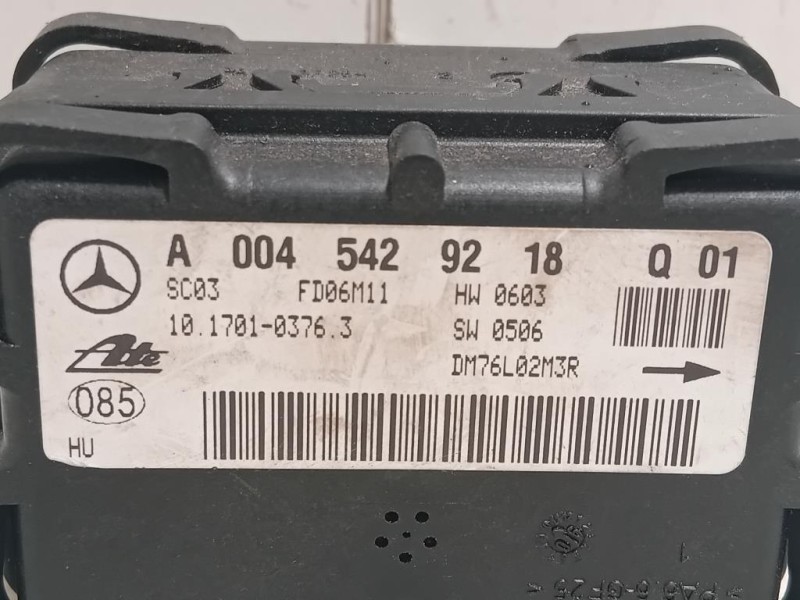 A 004 542 92 18 Q 01
SC03 FD06M11 HW 0603
10.1701-0376.3 SW 0506
Ate DM76L02M3R
085
HU
1